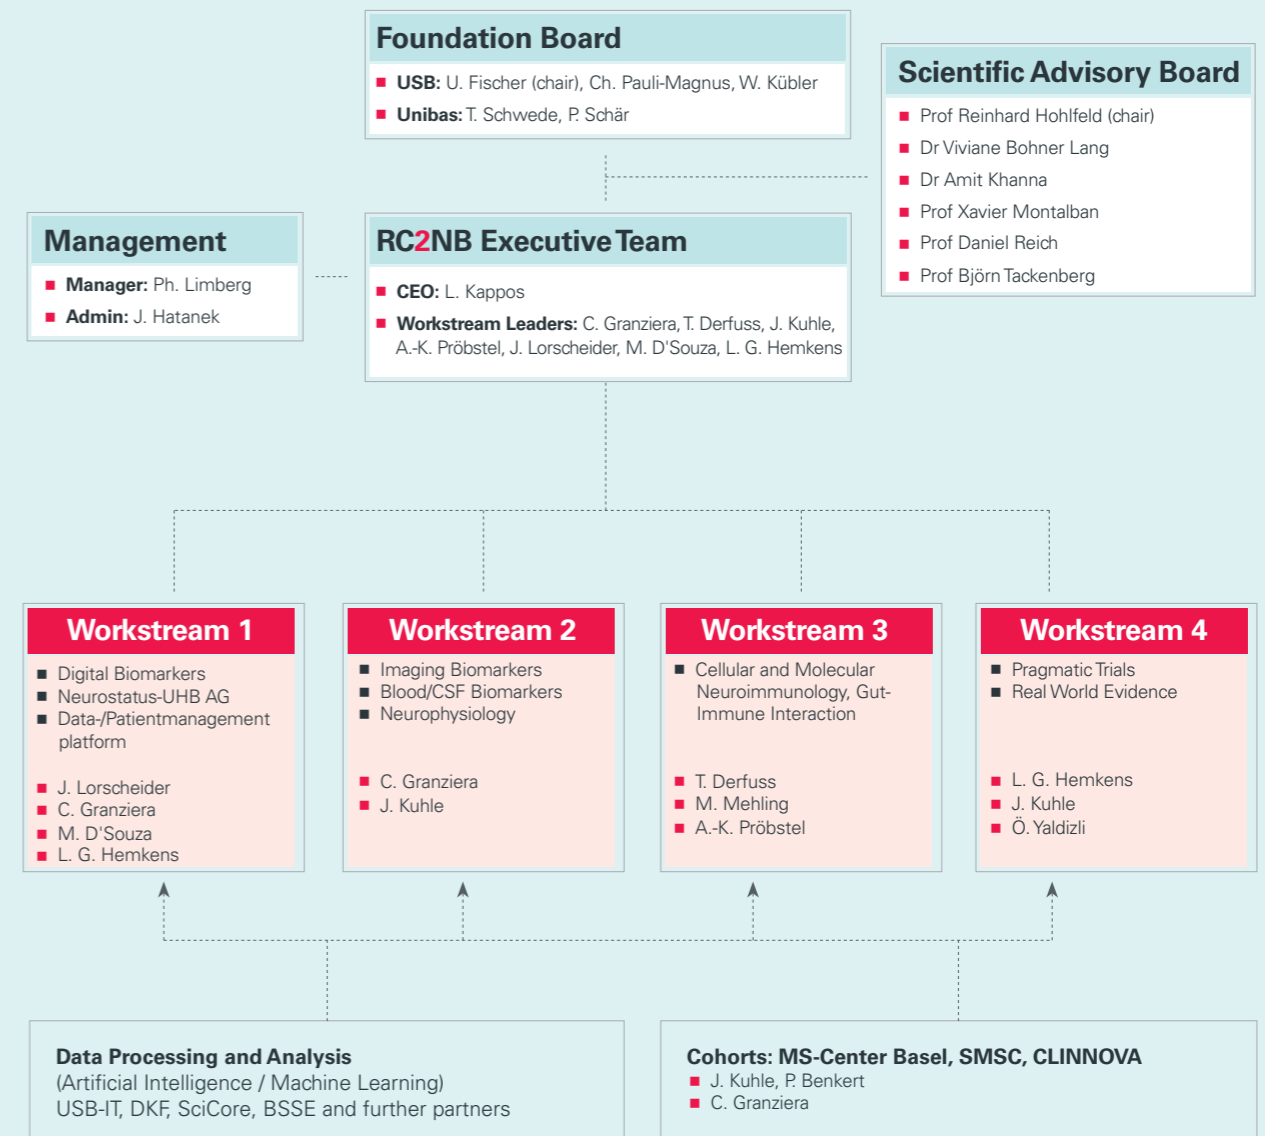 Foundation Board
USB: U. Fischer (chair), Ch. Pauli-Magnus, W. Kübler
Unibas: T. Schwede, P. Schär
Scientific Advisory Board
Prof Reinhard Hohlfeld (chair)
Dr Viviane Bohner Lang
Dr Amit Khanna
Prof Xavier Montalban
Prof Daniel Reich
Prof Björn Tackenberg
Management
Manager: Ph. Limberg
Admin: J. Hatanek
RC2NB Executive Team
CEO: L. Kappos
Workstream Leaders: C. Granziera, T. Derfuss, J. Kuhle,
A.-K. Pröbstel, J. Lorscheider, M. D'Souza, L. G. Hemkens
Workstream 1
Digital Biomarkers
Neurostatus-UHB AG
Data-/Patientmanagement
platform
J. Lorscheider
C. Granziera
M. D'Souza
L. G. Hemkens
Workstream 2
Imaging Biomarkers
Blood/CSF Biomarkers
Neurophysiology
C. Granziera
J. Kuhle
Workstream 3
Cellular and Molecular
Neuroimmunology, Gut-
Immune Interaction
T. Derfuss
M. Mehling
A.-K. Pröbstel
Workstream 4
Pragmatic Trials
Real World Evidence
L. G. Hemkens
J. Kuhle
Ö. Yaldizli
Data Processing and Analysis
(Artificial Intelligence / Machine Learning)
USB-IT, DKF, SciCore, BSSE and further partners
Cohorts: MS-Center Basel, SMSC, CLINNOVA
J. Kuhle, P. Benkert
C. Granziera